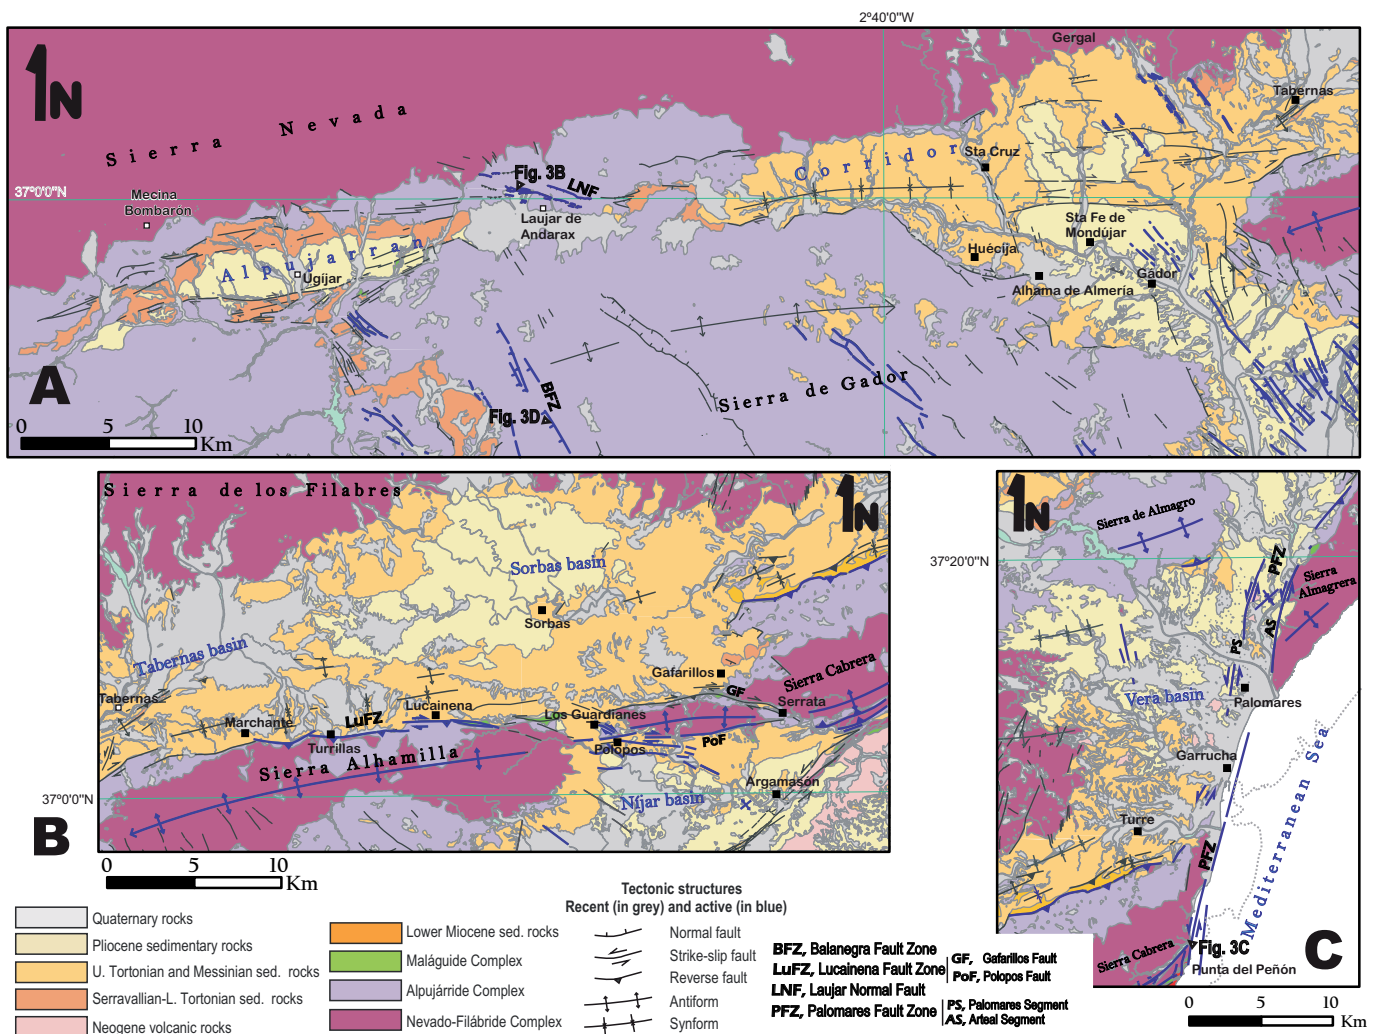 2º40'0"W
Gergal
N
Tabernas
Sierra Nevada
Corridor
Sta Cruz
Fig. 3B
LNF
37º0'0"N
Mecina
Bombarón
Laujar de
Andarax
Sta Fe de
Mondújar
Alpujarran
Huécija
Ugíjar
Gádor
Alhama de Almería
A
BFZ
Sierra de Gador
Fig. 3D
0 5 10
Km
Sierra de los Filabres
N
Sorbas basin
Sorbas
Tabernas basin
Gafarillos
Sierra Cabrera
Tabernas
GF
Lucainena
Serrata
Marchante
LuFZ
Los Guardianes
Turrillas
Polopos
PoF
Sierra Alhamilla
Argamasón
37º0'0"N
Níjar basin
B
0 5 10
Km
N
Sierra de Almagro
37º20'0"N
PFZ
Sierra
Almagrera
AS
PS
Vera basin
Palomares
Garrucha
Mediterranean Sea
Turre
PFZ
Sierra Cabrera
Fig. 3C
Punta del Peñón
C
0 5 10
Km
Quaternary rocks
Pliocene sedimentary rocks
U. Tortonian and Messinian sed. rocks
Serravallian-L. Tortonian sed. rocks
Neogene volcanic rocks
Lower Miocene sed. rocks
Maláguide Complex
Alpujárride Complex
Nevado-Filábride Complex
Tectonic structures
Recent (in grey) and active (in blue)
Normal fault
Strike-slip fault
Reverse fault
Antiform
Synform
BFZ, Balanegra Fault Zone
LuFZ, Lucainena Fault Zone
GF, Gafarillos Fault
PoF, Polopos Fault
LNF, Laujar Normal Fault
PFZ, Palomares Fault Zone
PS, Palomares Segment
AS, Arteal Segment